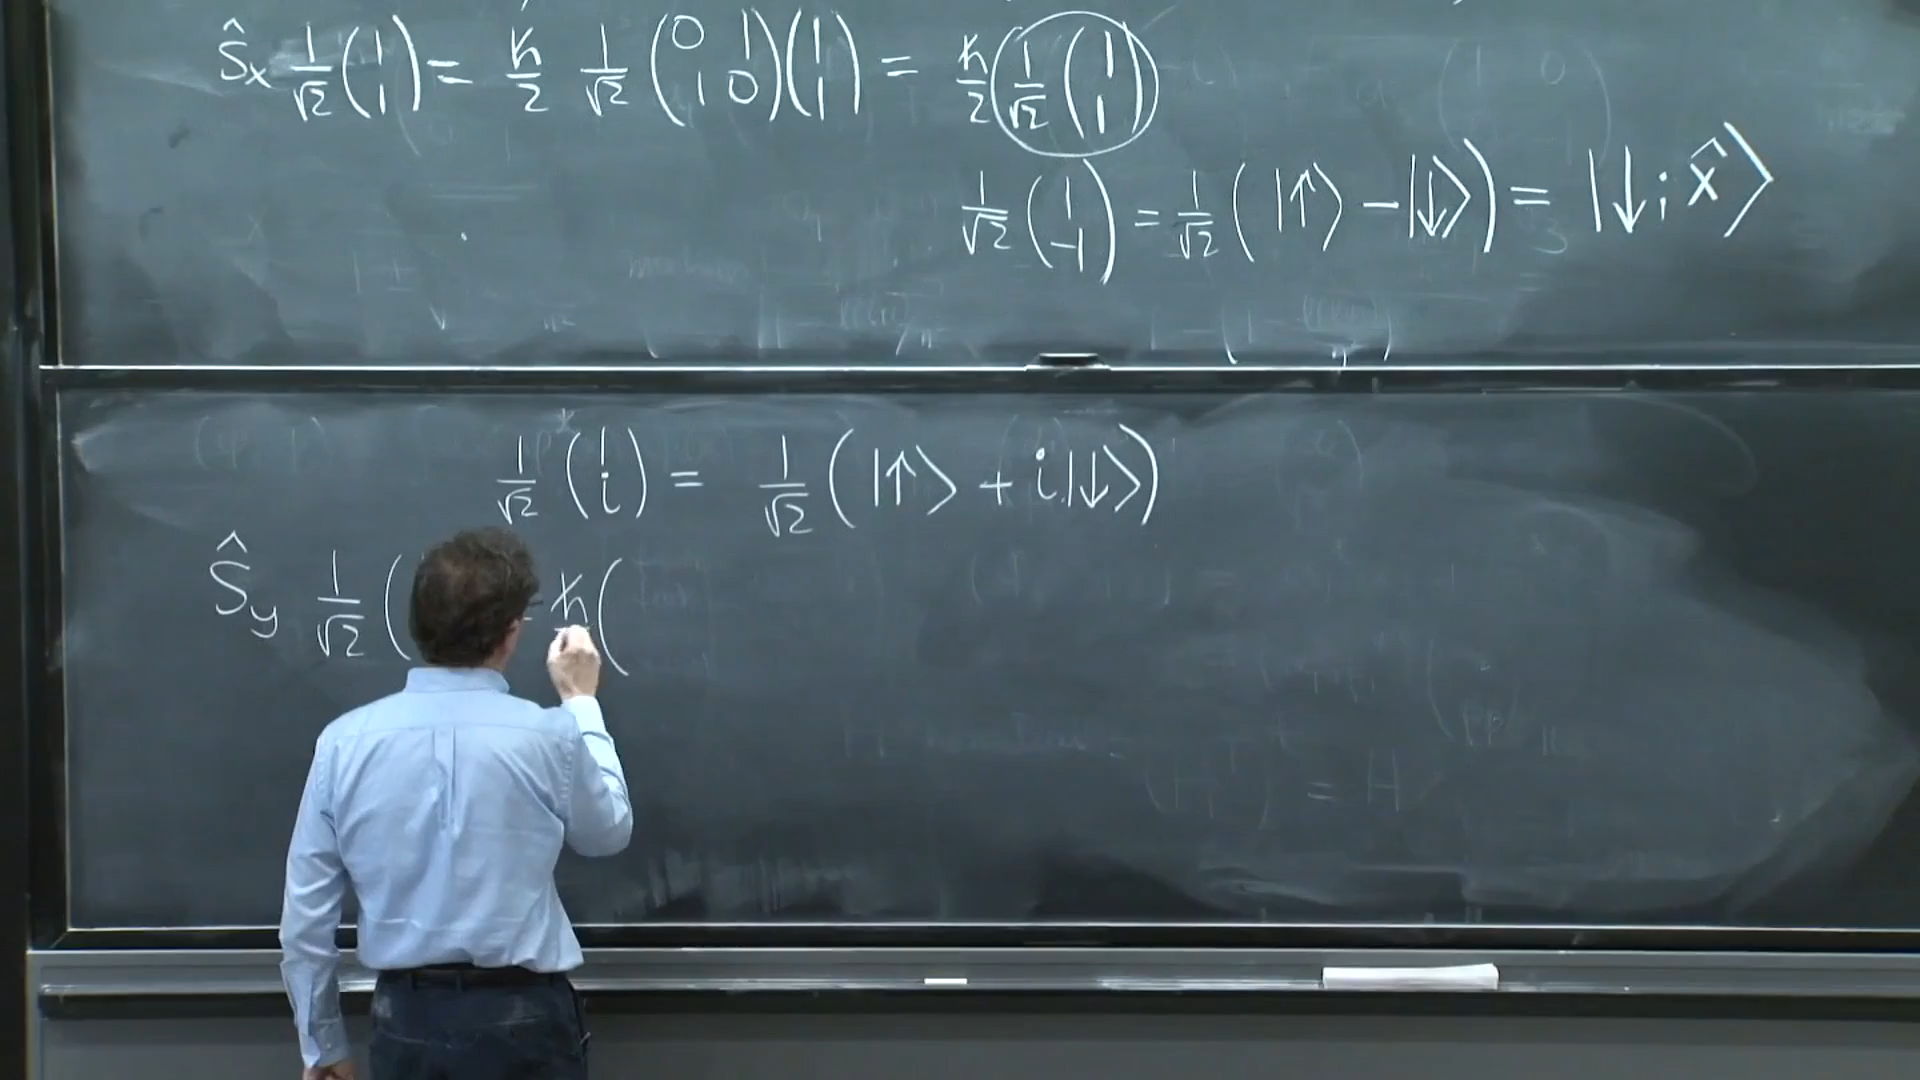 Ŝx 1/√2 (1 1) = ℏ/2 1/√2 (0 1 1 0)(1 1) = ℏ/2 (1/√2 (1 1))
1/√2 (1 -1) = 1/√2 (|↑⟩ - |↓⟩) = |↓; x̂⟩
1/√2 (1 i) = 1/√2 (|↑⟩ + i|↓⟩)
Ŝy 1/√2 ( ℏ (